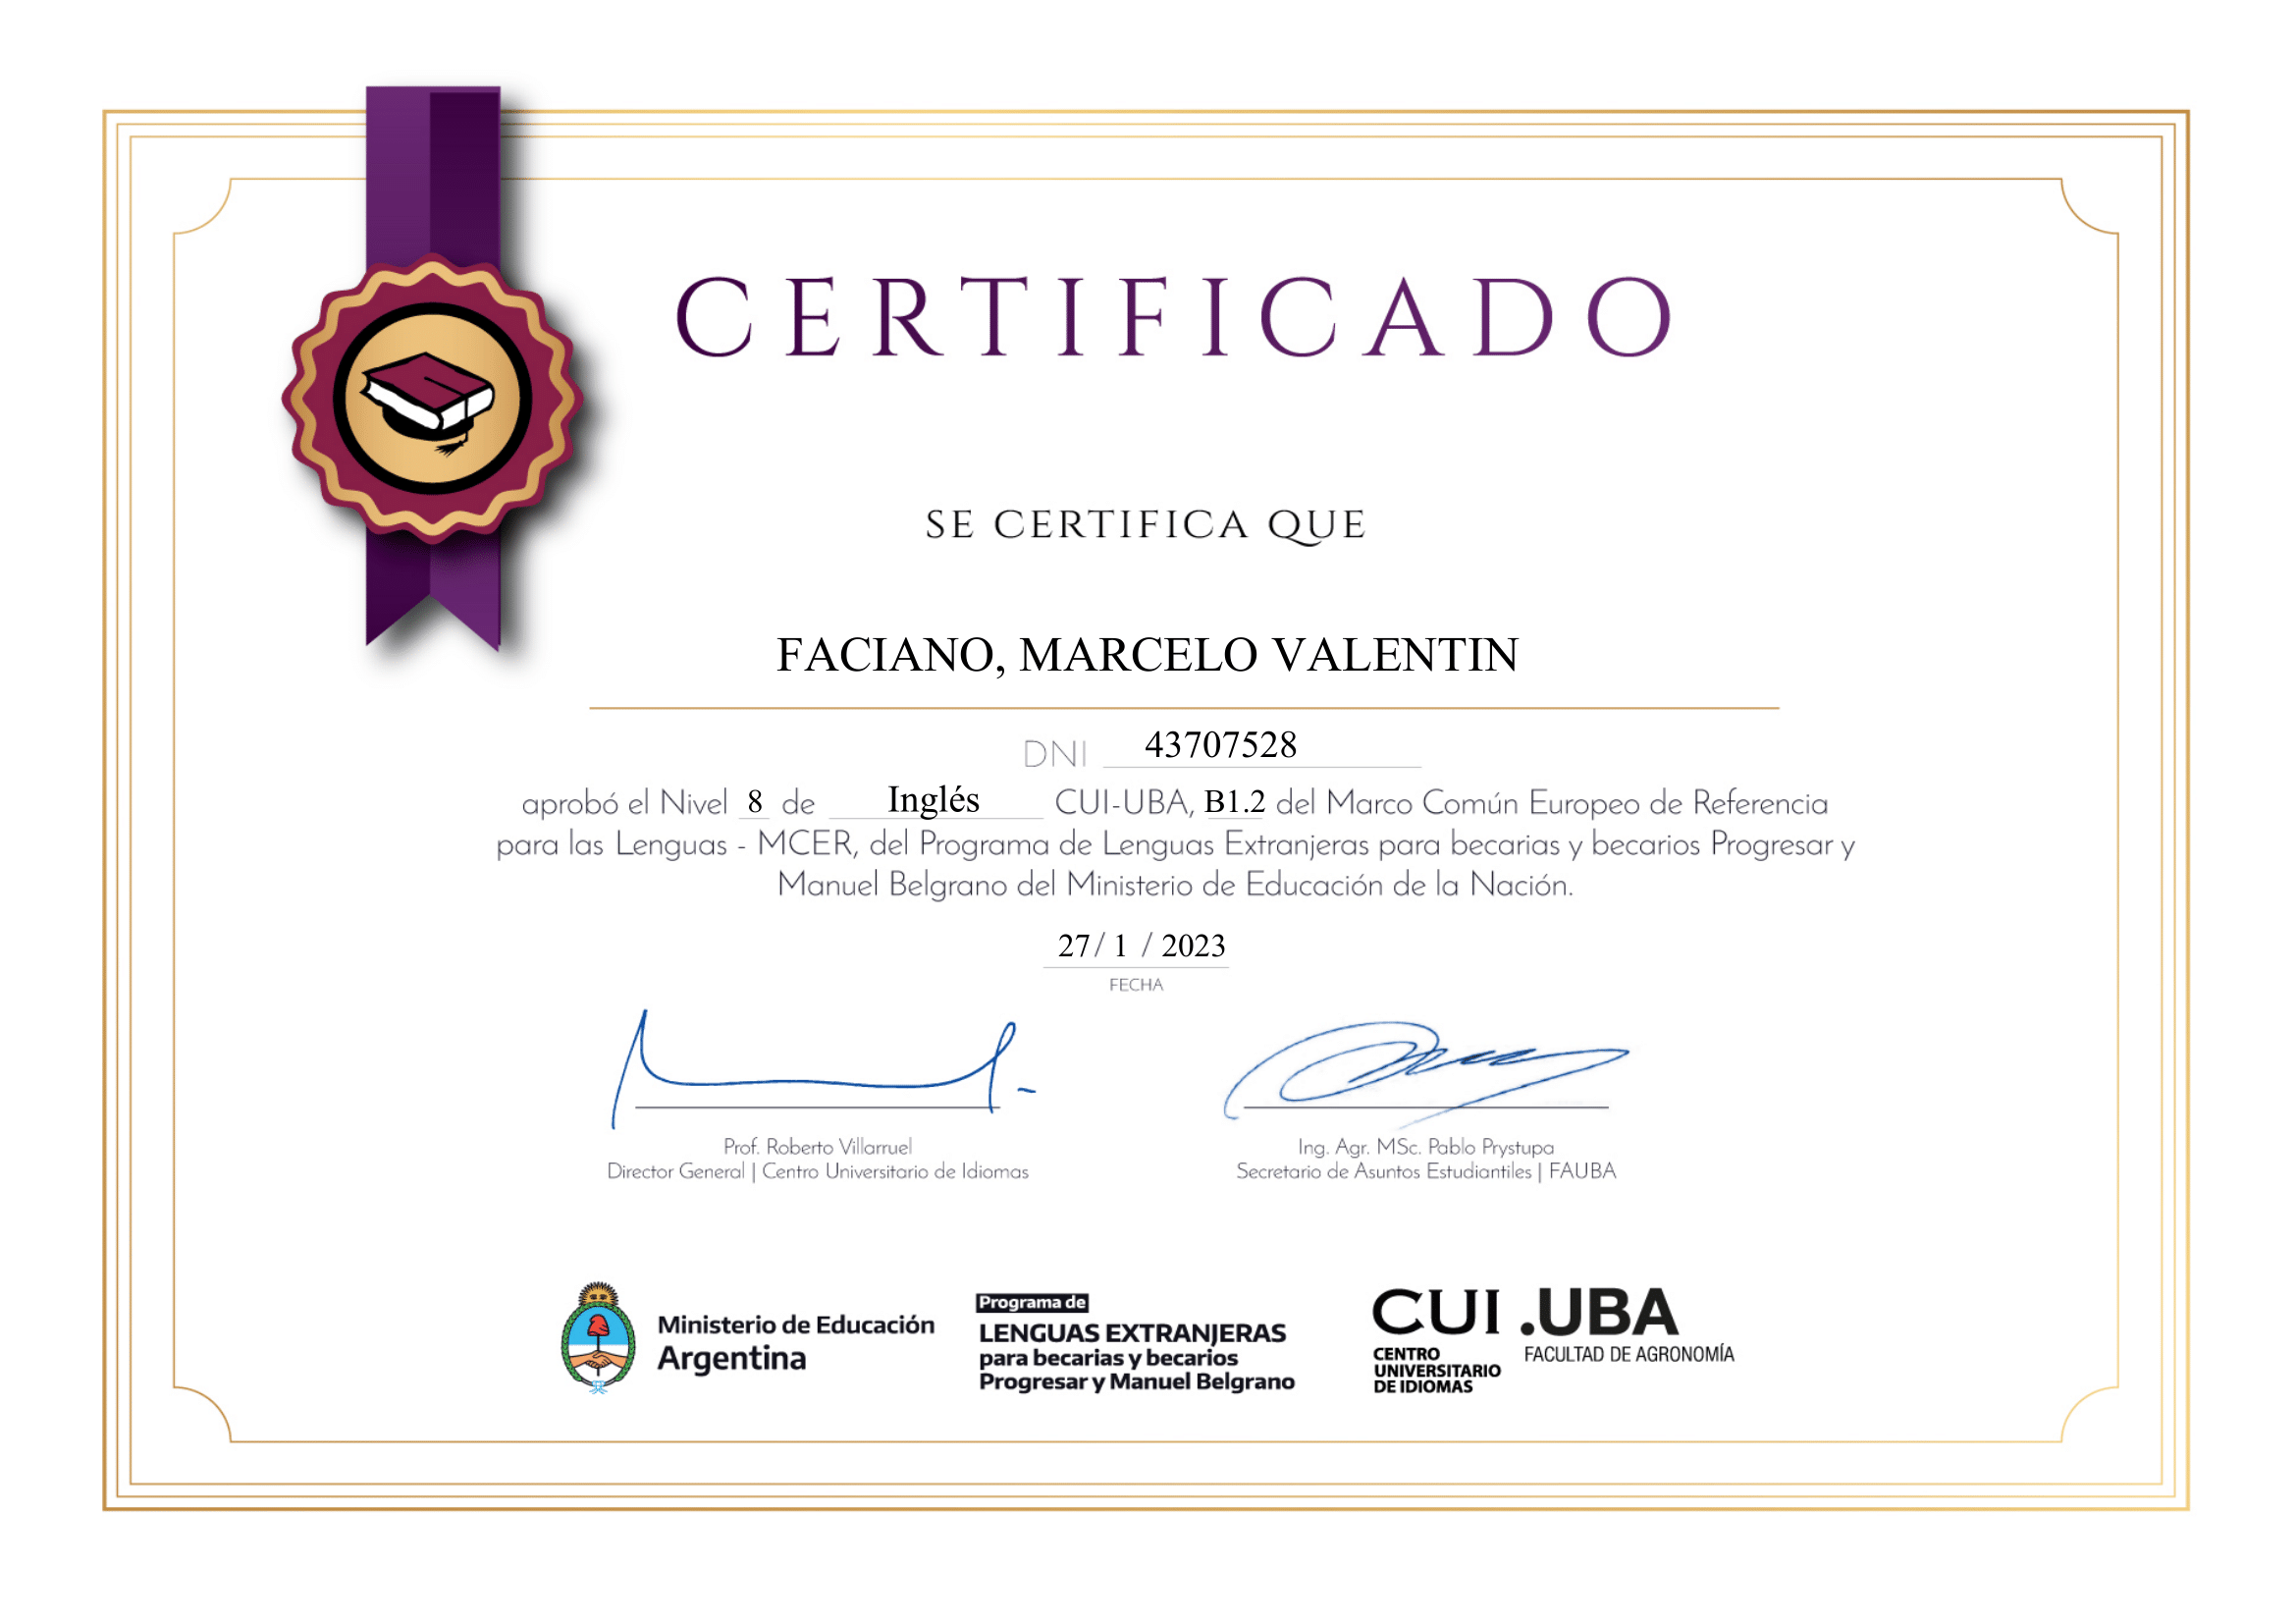 CERTIFICADO
SE CERTIFICA QUE
FACIANO, MARCELO VALENTIN
DNI 43707528
aprobó el Nivel 8 de Inglés CUI-UBA, B1.2 del Marco Común Europeo de Referencia
para las Lenguas - MCER, del Programa de Lenguas Extranjeras para becarias y becarios Progresar y
Manuel Belgrano del Ministerio de Educación de la Nación.
27/ 1 / 2023
FECHA
Prof. Roberto Villarruel
Director General | Centro Universitario de Idiomas
Ing. Agr. MSc. Pablo Prystupa
Secretario de Asuntos Estudiantiles | FAUBA
Ministerio de Educación
Argentina
Programa de
LENGUAS EXTRANJERAS
para becarias y becarios
Progresar y Manuel Belgrano
CUI
CENTRO
UNIVERSITARIO
DE IDIOMAS
.UBA
FACULTAD DE AGRONOMÍA